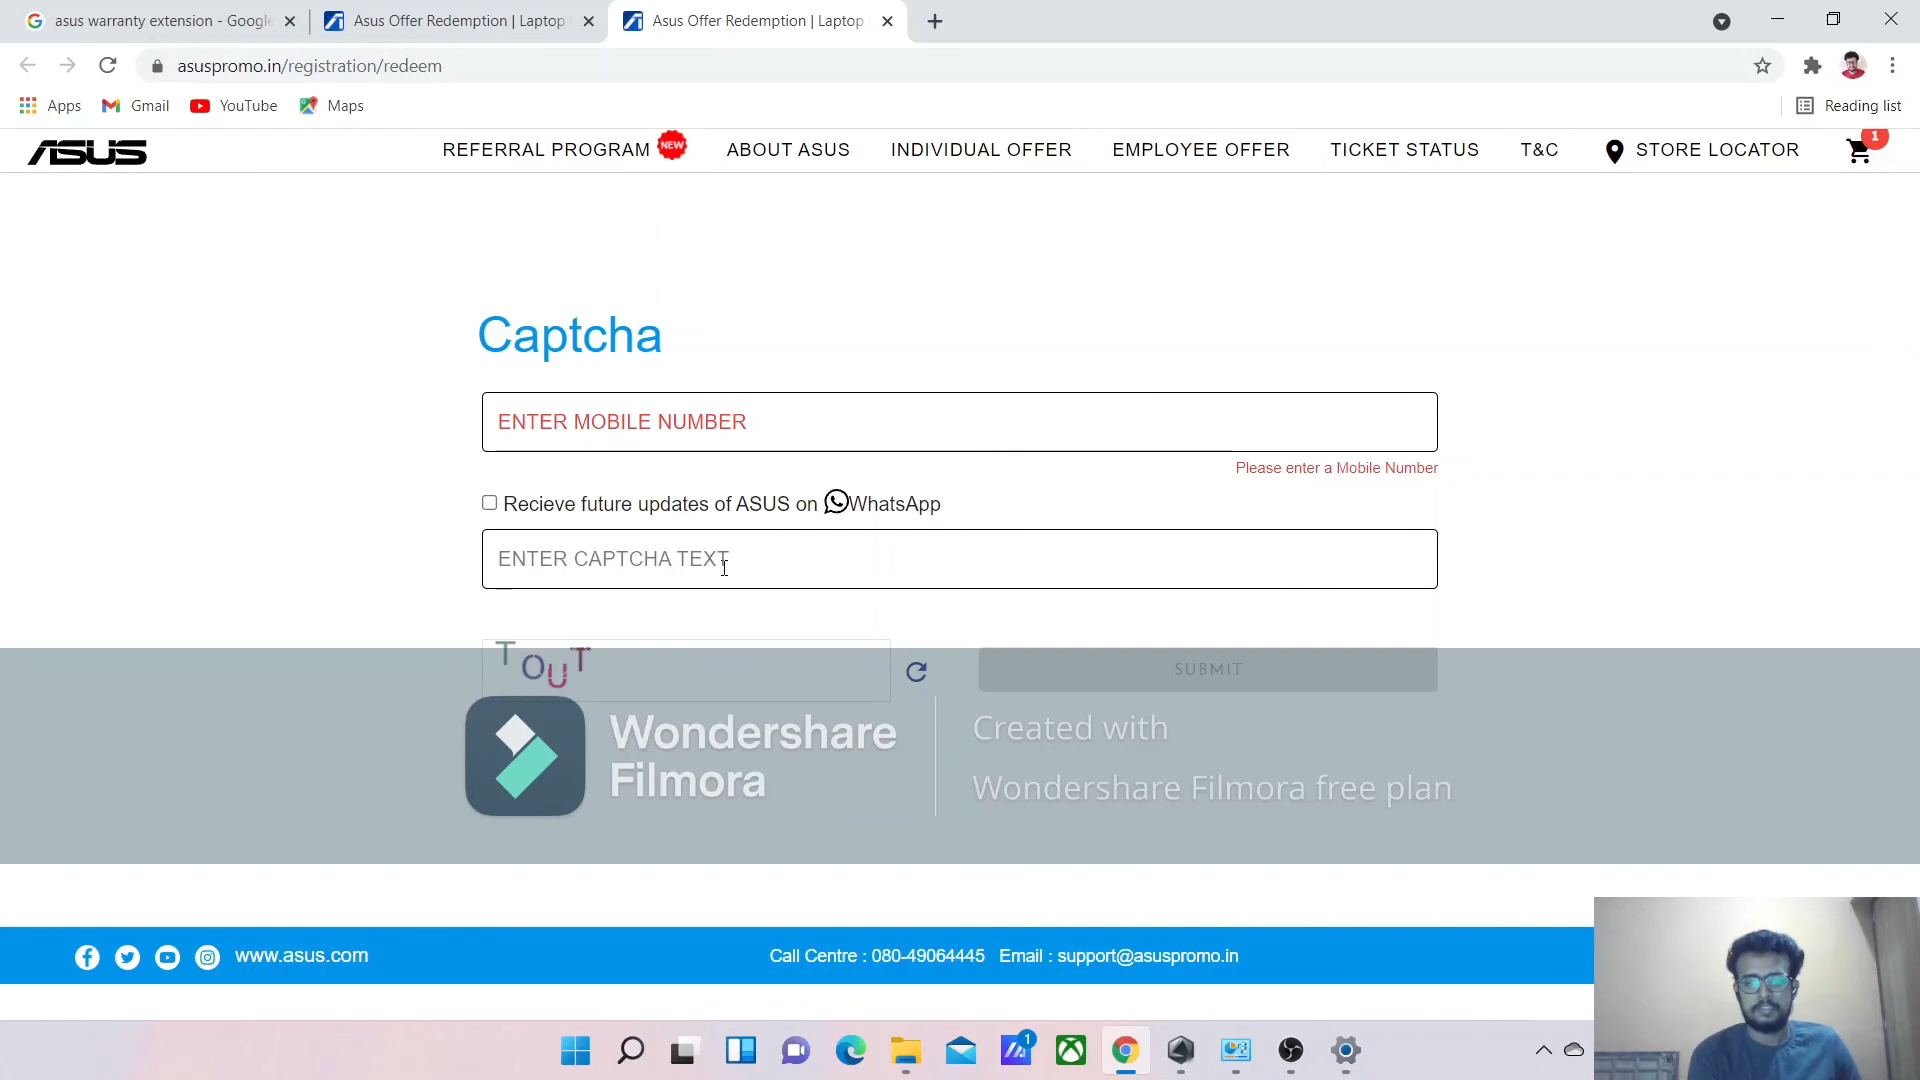 asus warranty extension - Google
Asus Offer Redemption | Laptop
Asus Offer Redemption | Laptop
asuspromo.in/registration/redeem
Apps
Gmail
YouTube
Maps
Reading list
ASUS
REFERRAL PROGRAM
NEW
ABOUT ASUS
INDIVIDUAL OFFER
EMPLOYEE OFFER
TICKET STATUS
T&C
STORE LOCATOR
1
Captcha
ENTER MOBILE NUMBER
Please enter a Mobile Number
Recieve future updates of ASUS on WhatsApp
ENTER CAPTCHA TEXT
TOUT
SUBMIT
Wondershare
Filmora
Created with
Wondershare Filmora free plan
www.asus.com
Call Centre : 080-49064445 Email : support@asuspromo.in
1